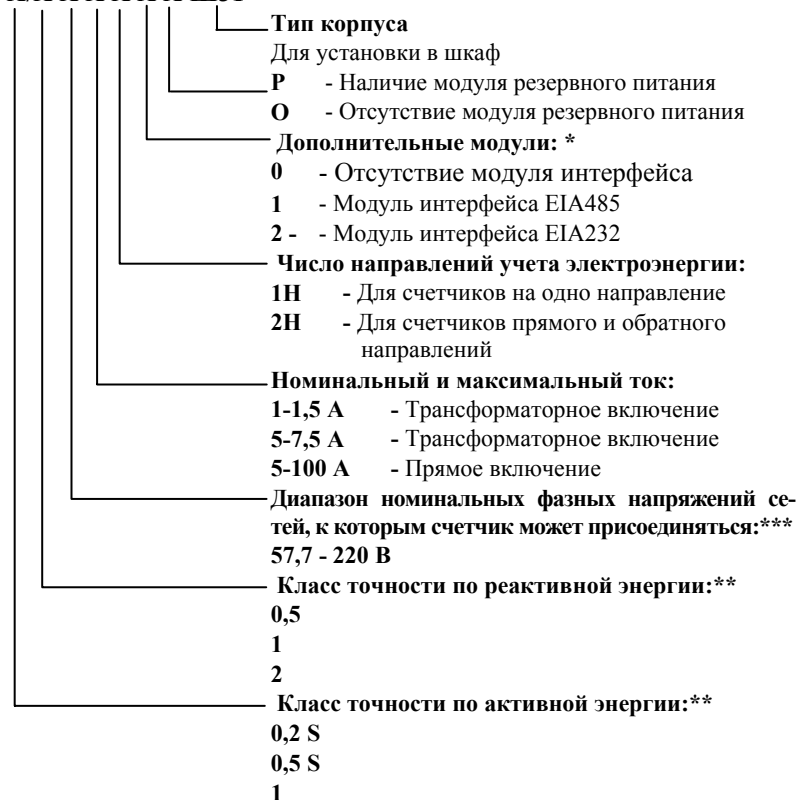 Тип корпуса
Для установки в шкаф
Р - Наличие модуля резервного питания
О - Отсутствие модуля резервного питания
Дополнительные модули: *
0 - Отсутствие модуля интерфейса
1 - Модуль интерфейса EIA485
2 - - Модуль интерфейса EIA232
Число направлений учета электроэнергии:
1Н - Для счетчиков на одно направление
2Н - Для счетчиков прямого и обратного
направлений
Номинальный и максимальный ток:
1-1,5 А - Трансформаторное включение
5-7,5 А - Трансформаторное включение
5-100 А - Прямое включение
Диапазон номинальных фазных напряжений се-
тей, к которым счетчик может присоединяться:***
57,7 - 220 В
Класс точности по реактивной энергии:**
0,5
1
2
Класс точности по активной энергии:**
0,2 S
0,5 S
1